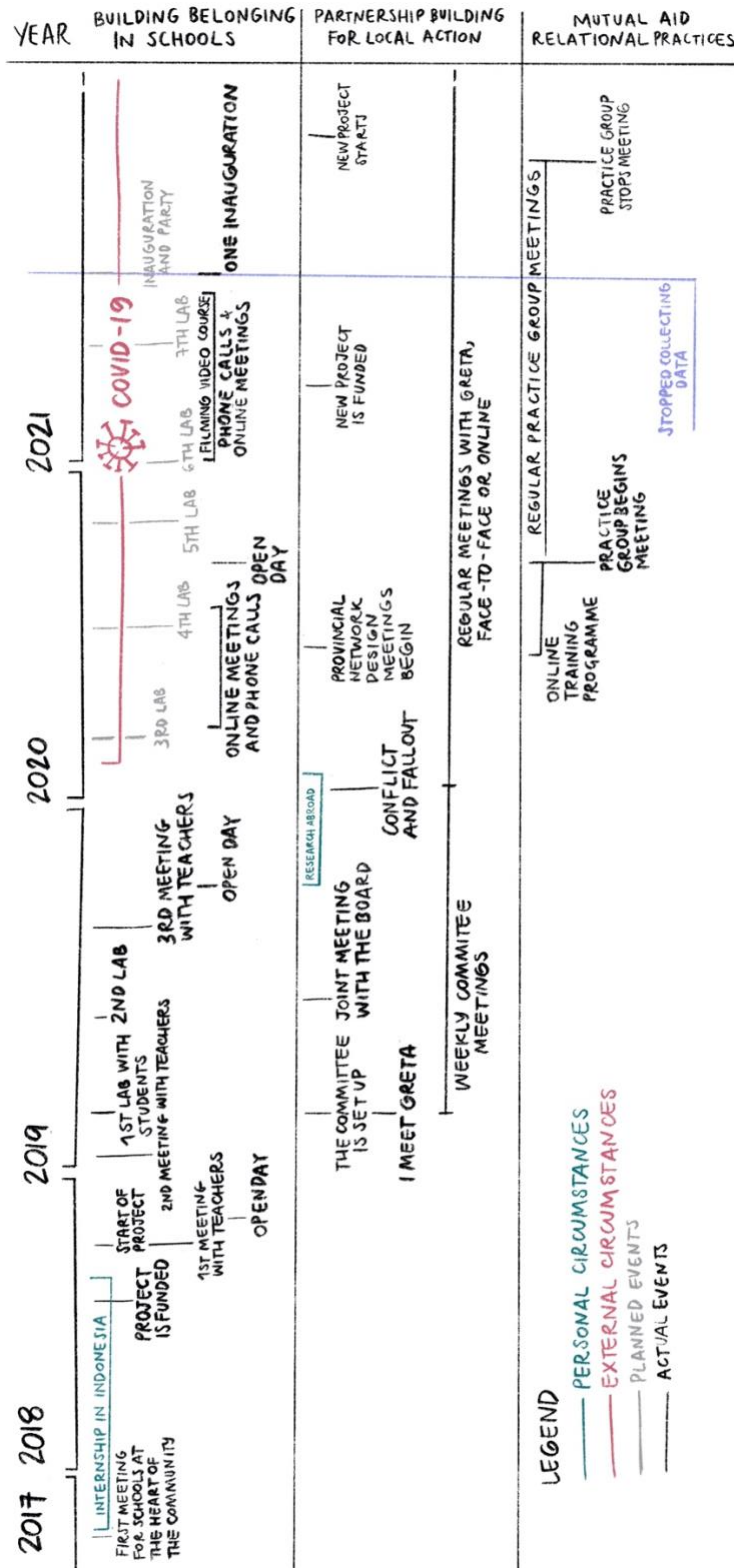 YEAR
BUILDING BELONGING
IN SCHOOLS
PARTNERSHIP BUILDING
FOR LOCAL ACTION
MUTUAL AID
RELATIONAL PRACTICES
2021
2020
2019
2018
2017
COVID-19
INAUGURATION
AND PARTY
ONE INAUGURATION
7TH LAB
FILMING VIDEO COURSE
PHONE CALLS &
ONLINE MEETINGS
6TH LAB
5TH LAB
OPEN
DAY
4TH LAB
ONLINE MEETINGS
AND PHONE CALLS
3RD LAB
3RD MEETING
WITH TEACHERS
OPEN DAY
2ND LAB
1ST LAB WITH
STUDENTS
2ND MEETING WITH TEACHERS
START OF
PROJECT
1ST MEETING
WITH TEACHERS
OPEN DAY
PROJECT
IS FUNDED
INTERNSHIP IN INDONESIA
FIRST MEETING
FOR SCHOOLS AT
THE HEART OF
THE COMMUNITY
NEW PROJECT
STARTS
NEW PROJECT
IS FUNDED
REGULAR MEETINGS WITH GRETA,
FACE-TO-FACE OR ONLINE
PROVINCIAL
NETWORK
DESIGN
MEETINGS
BEGIN
RESEARCH ABROAD
CONFLICT
AND FALLOUT
JOINT MEETING
WITH THE BOARD
WEEKLY COMMITEE
MEETINGS
THE COMMITTEE
IS SET UP
I MEET GRETA
REGULAR PRACTICE GROUP MEETINGS
PRACTICE GROUP
STOPS MEETING
STOPPED COLLECTING
DATA
PRACTICE
GROUP BEGINS
MEETING
ONLINE
TRAINING
PROGRAMME
LEGEND
PERSONAL CIRCUMSTANCES
EXTERNAL CIRCUMSTANCES
PLANNED EVENTS
ACTUAL EVENTS